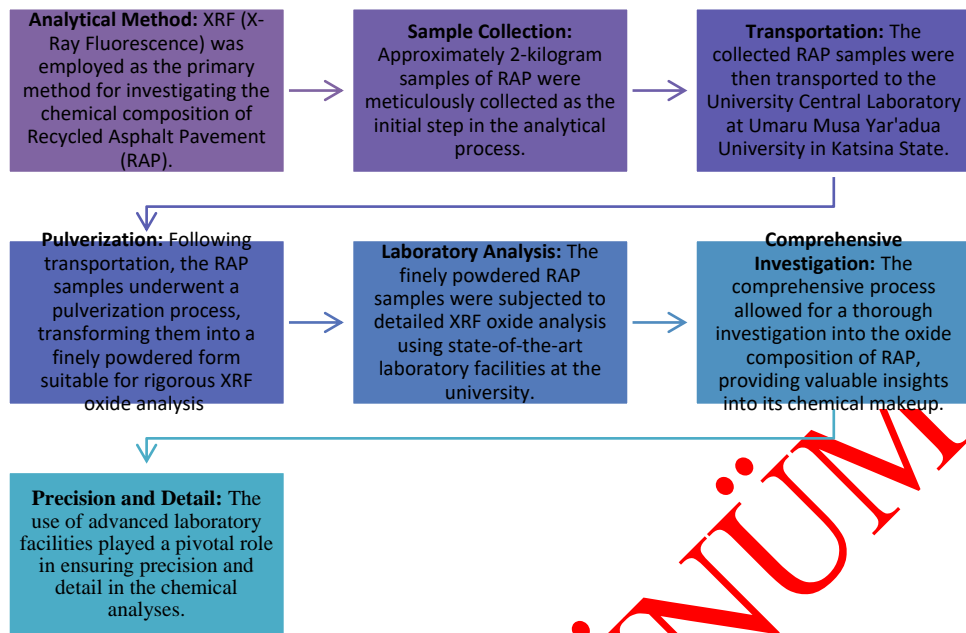 Analytical Method: XRF (X-
Ray Fluorescence) was
employed as the primary
method for investigating the
chemical composition of
Recycled Asphalt Pavement
(RAP).
Sample Collection:
Approximately 2-kilogram
samples of RAP were
meticulously collected as the
initial step in the analytical
process.
Transportation: The
collected RAP samples were
then transported to the
University Central Laboratory
at Umaru Musa Yar'adua
University in Katsina State.
Pulverization: Following
transportation, the RAP
samples underwent a
pulverization process,
transforming them into a
finely powdered form
suitable for rigorous XRF
oxide analysis
Laboratory Analysis: The
finely powdered RAP
samples were subjected to
detailed XRF oxide analysis
using state-of-the-art
laboratory facilities at the
university.
Comprehensive
Investigation: The
comprehensive process
allowed for a thorough
investigation into the oxide
composition of RAP,
providing valuable insights
into its chemical makeup.
Precision and Detail: The
use of advanced laboratory
facilities played a pivotal role
in ensuring precision and
detail in the chemical
analyses.
NÜM